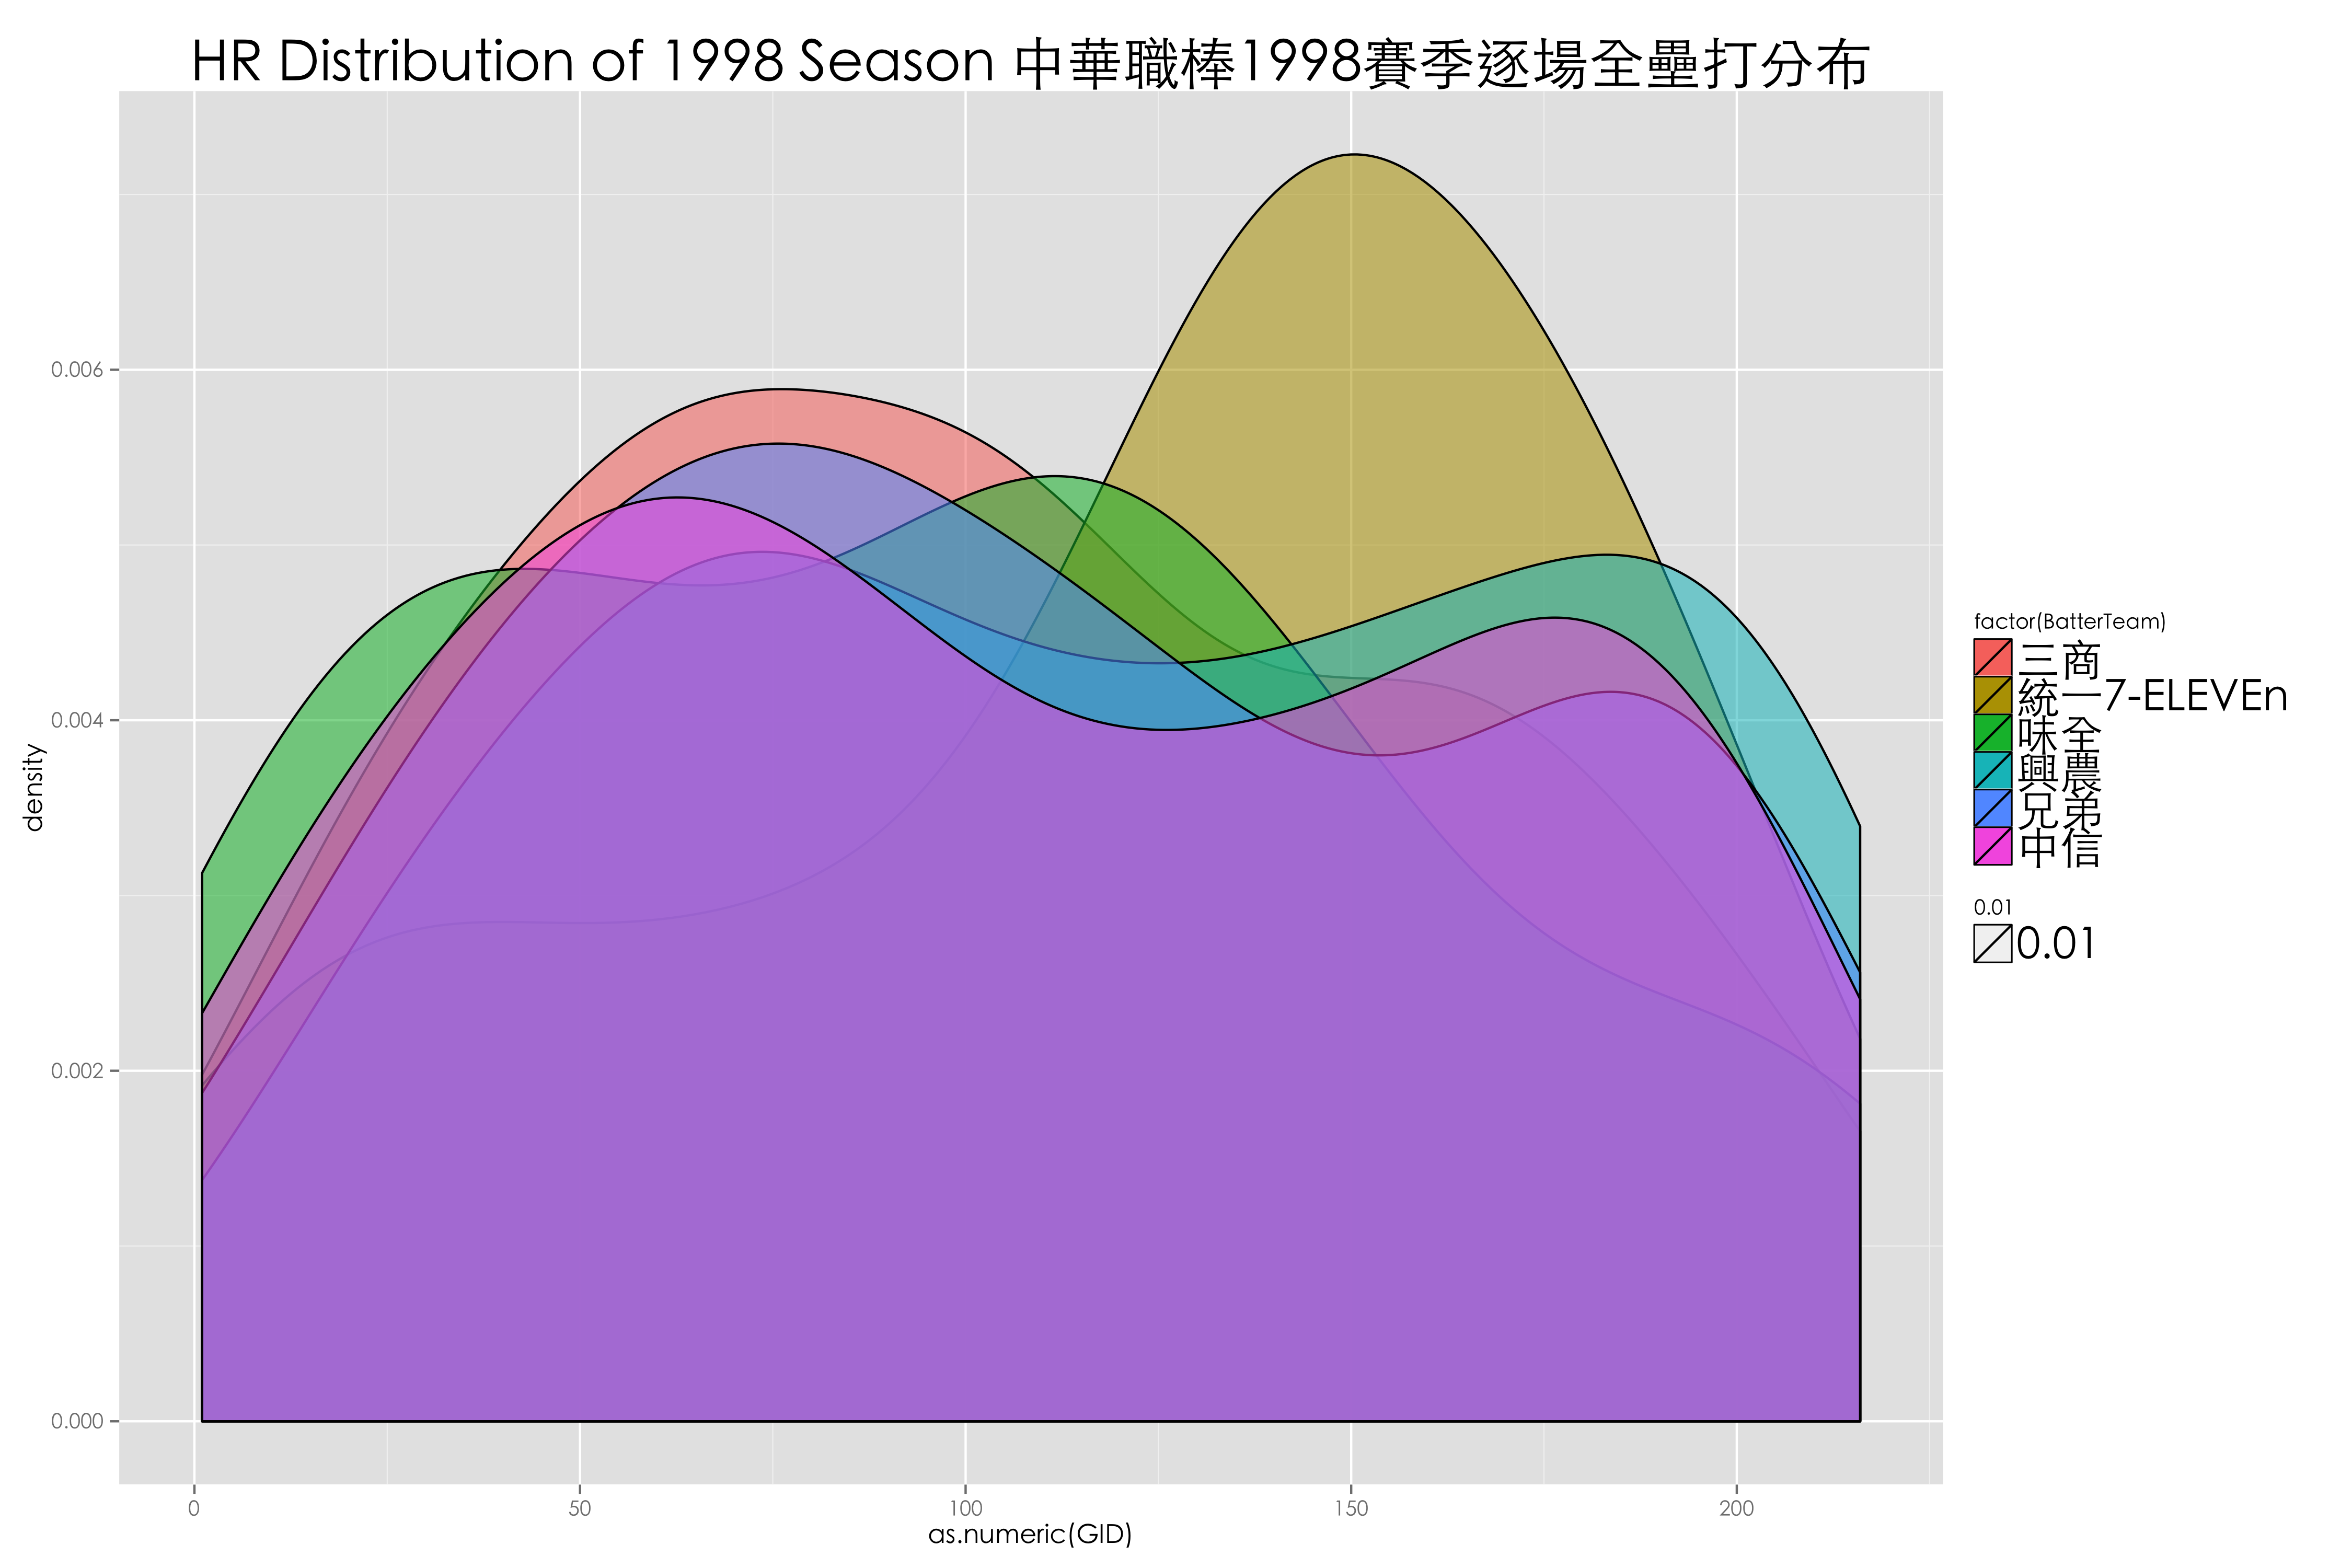 HR Distribution of 1998 Season 中華職棒1998賽季逐場全壘打分布
density
0.006
0.004
0.002
0.000
0 50 100 150 200
as.numeric(GID)
factor(BatterTeam)
三商
統一7-ELEVEn
味全
興農
兄弟
中信
0.01
0.01